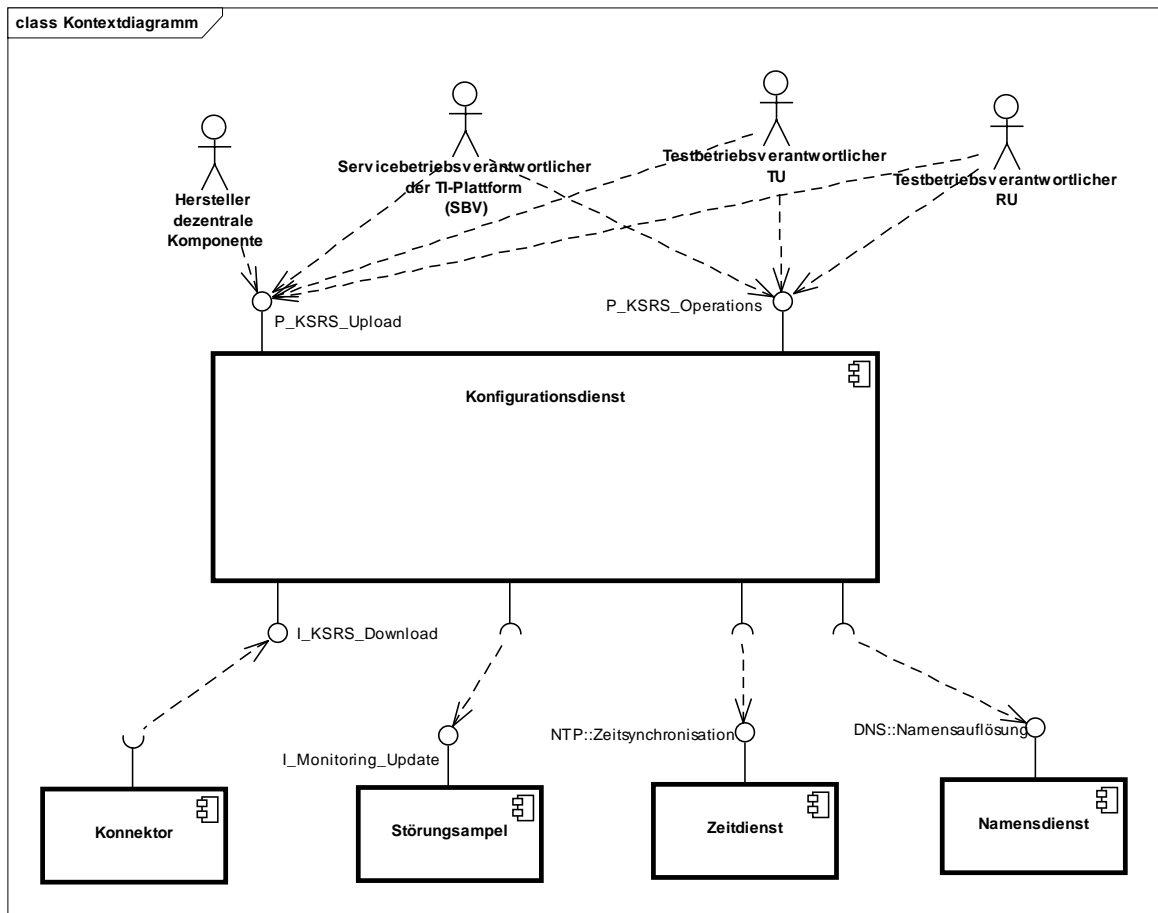 class Kontextdiagramm
Hersteller
dezentrale
Komponente
Servicebetriebsverantwortlicher
der TI-Plattform
(SBV)
Testbetriebsverantwortlicher
TU
Testbetriebsverantwortlicher
RU
P_KSRS_Upload
P_KSRS_Operations
Konfigurationsdienst
I_KSRS_Download
I_Monitoring_Update
NTP::Zeitsynchronisation
DNS::Namensauflösung
Konnektor
Störungsampel
Zeitdienst
Namensdienst